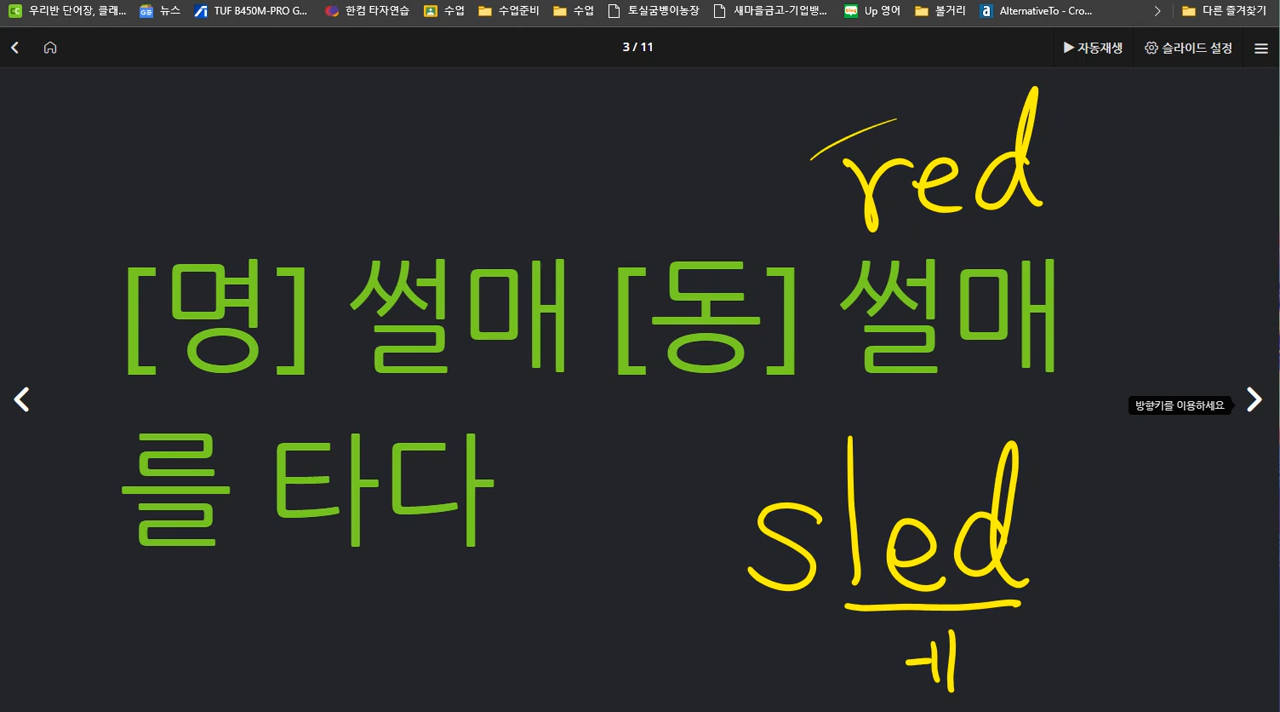 우리반 단어장, 클래... 뉴스 TUF B450M-PRO G... 한컴 타자연습 수업 수업준비 수업 토실굼벵이농장 새마을금고-기업뱅... Up 영어 볼거리 AlternativeTo - Cro... 다른 즐겨찾기
3 / 11 자동재생 슬라이드 설정
red
[명] 썰매 [동] 썰매
방향키를 이용하세요
를 타다
sled
ㅔ